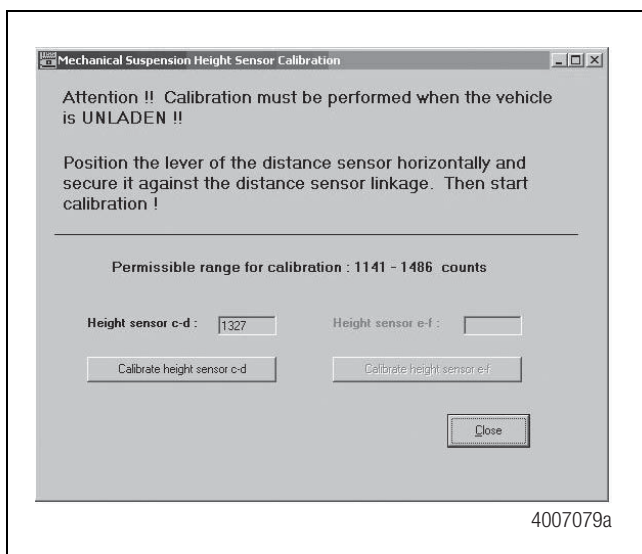 Mechanical Suspension Height Sensor Calibration
Attention !! Calibration must be performed when the vehicle
is UNLADEN !!
Position the lever of the distance sensor horizontally and
secure it against the distance sensor linkage. Then start
calibration !
Permissible range for calibration : 1141 - 1486 counts
Height sensor c-d : 1327 Height sensor e-f :
Calibrate height sensor c-d Calibrate height sensor e-f
Close
4007079a